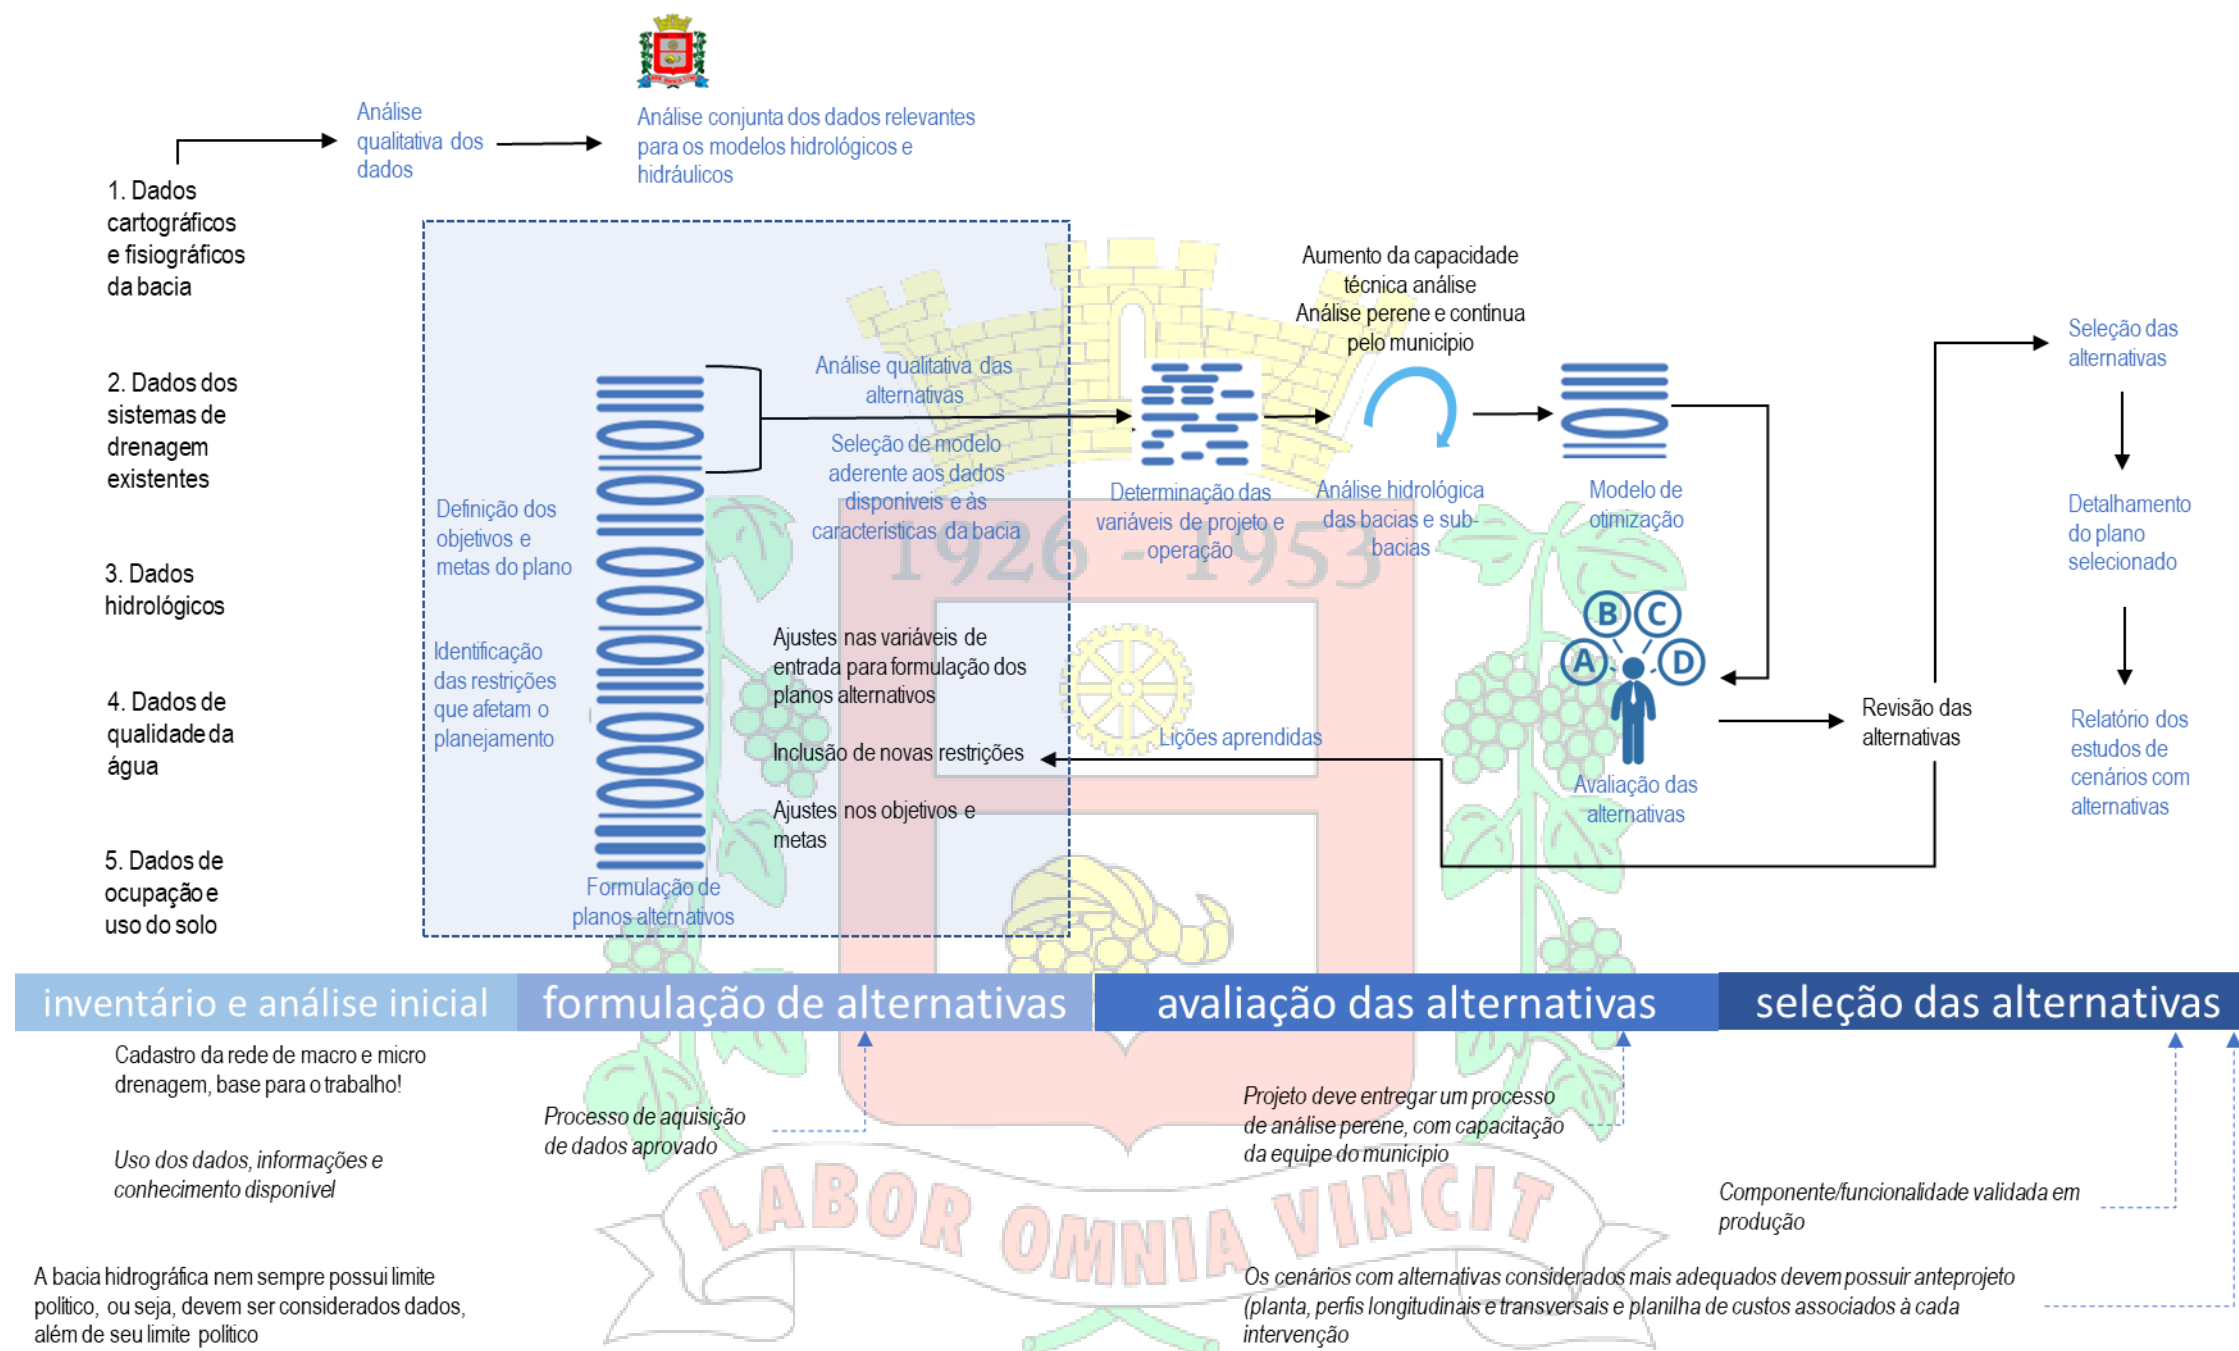 Análise
qualitativa dos
dados
Análise conjunta dos dados relevantes
para os modelos hidrológicos e
hidráulicos
1. Dados
cartográficos
e fisiográficos
da bacia
2. Dados dos
sistemas de
drenagem
existentes
3. Dados
hidrológicos
4. Dados de
qualidade da
água
5. Dados de
ocupação e
uso do solo
Definição dos
objetivos e
metas do plano
Identificação
das restrições
que afetam o
planejamento
Formulação de
planos alternativos
Análise qualitativa das
alternativas
Seleção de modelo
aderente aos dados
disponíveis e às
características da bacia
Ajustes nas variáveis de
entrada para formulação dos
planos alternativos
Inclusão de novas restrições
Ajustes nos objetivos e
metas
Determinação das
variáveis de projeto e
operação
Aumento da capacidade
técnica análise
Análise perene e contínua
pelo município
Análise hidrológica
das bacias e sub-
bacias
Modelo de
otimização
1926 - 1953
A
B
C
D
Avaliação das
alternativas
Lições aprendidas
Revisão das
alternativas
Seleção das
alternativas
Detalhamento
do plano
selecionado
Relatório dos
estudos de
cenários com
alternativas
inventário e análise inicial
formulação de alternativas
avaliação das alternativas
seleção das alternativas
Cadastro da rede de macro e micro
drenagem, base para o trabalho!
Uso dos dados, informações e
conhecimento disponível
A bacia hidrográfica nem sempre possui limite
político, ou seja, devem ser considerados dados,
além de seu limite político
Processo de aquisição
de dados aprovado
Projeto deve entregar um processo
de análise perene, com capacitação
da equipe do município
Componente/funcionalidade validada em
produção
Os cenários com alternativas considerados mais adequados devem possuir anteprojeto
(planta, perfis longitudinais e transversais e planilha de custos associados à cada
intervenção
LABOR OMNIA VINCIT